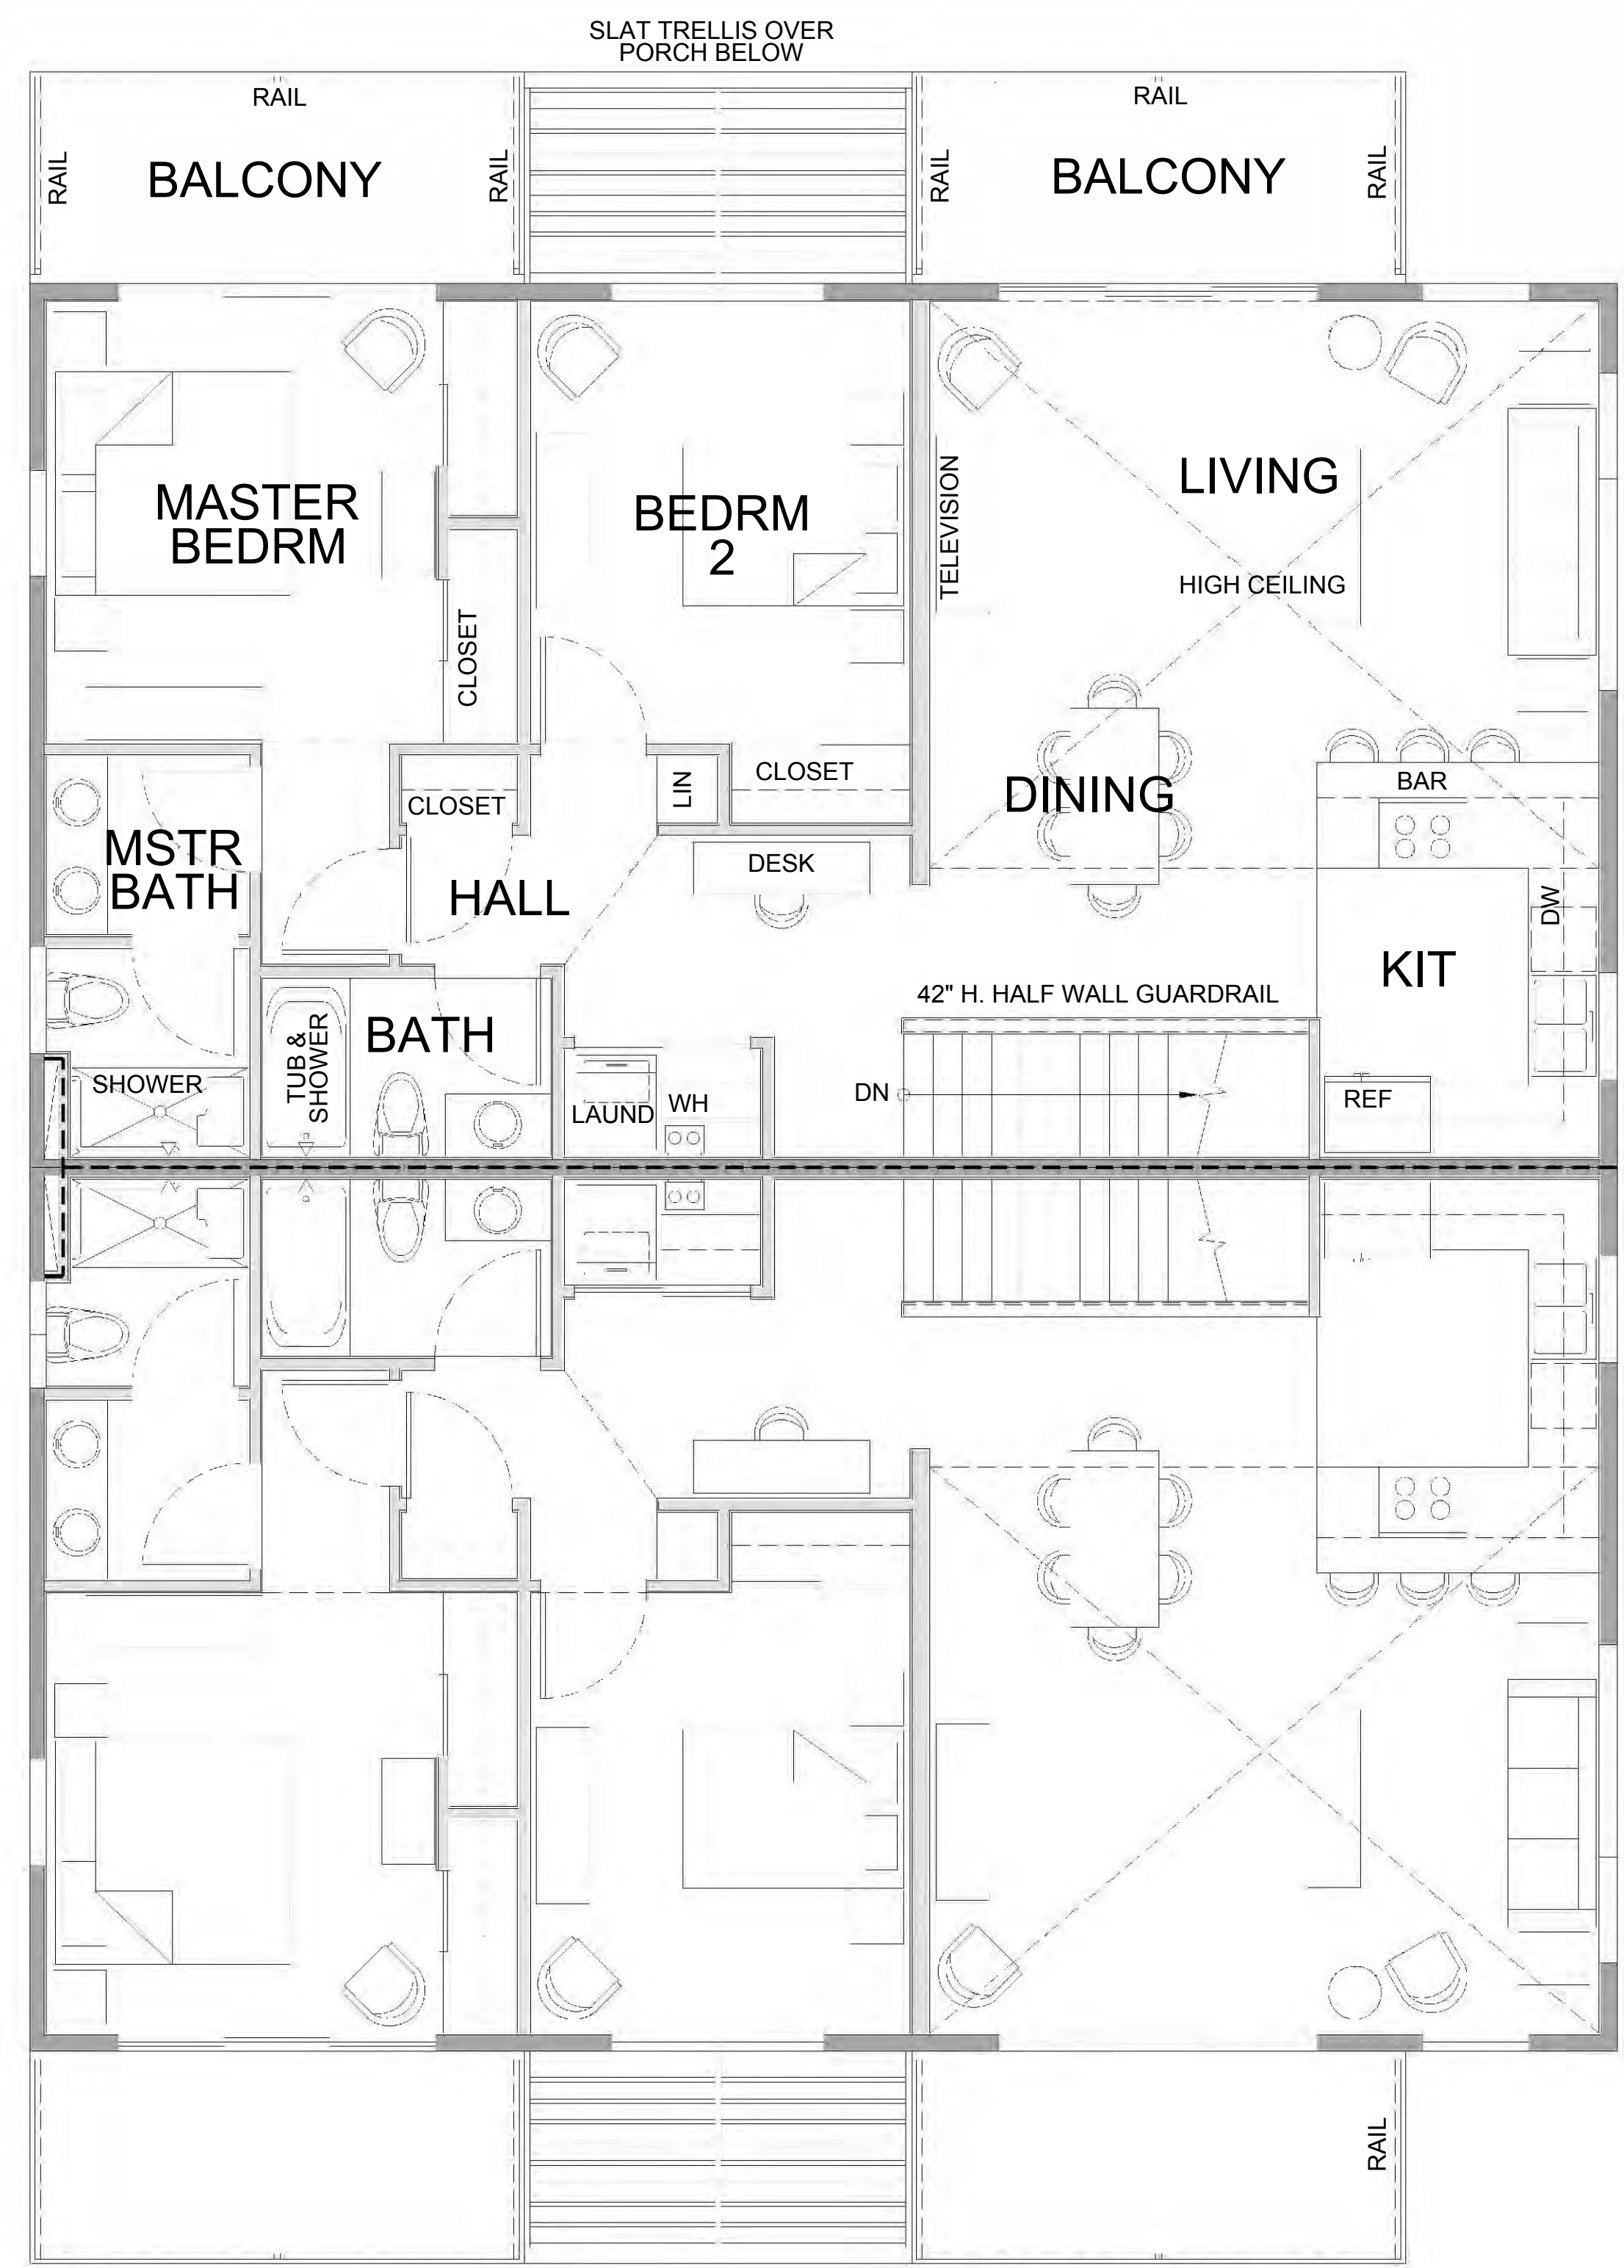 SLAT TRELLIS OVER
PORCH BELOW
RAIL
RAIL
RAIL
BALCONY
RAIL
RAIL
BALCONY
RAIL
MASTER
BEDRM
BEDRM
2
TELEVISION
LIVING
HIGH CEILING
CLOSET
CLOSET
LIN
CLOSET
DINING
BAR
MSTR
BATH
HALL
DESK
DW
KIT
42" H. HALF WALL GUARDRAIL
BATH
TUB &
SHOWER
SHOWER
LAUND
WH
DN
REF
RAIL